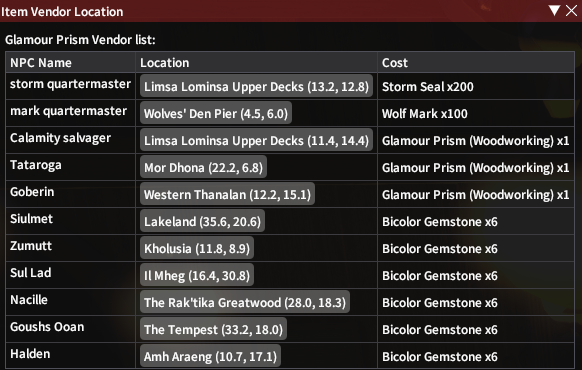 Item Vendor Location
Glamour Prism Vendor list:
NPC Name Location Cost
storm quartermaster Limsa Lominsa Upper Decks (13.2, 12.8) Storm Seal x200
mark quartermaster Wolves' Den Pier (4.5, 6.0) Wolf Mark x100
Calamity salvager Limsa Lominsa Upper Decks (11.4, 14.4) Glamour Prism (Woodworking) x1
Tataroga Mor Dhona (22.2, 6.8) Glamour Prism (Woodworking) x1
Goberin Western Thanalan (12.2, 15.1) Glamour Prism (Woodworking) x1
Siulmet Lakeland (35.6, 20.6) Bicolor Gemstone x6
Zumutt Kholusia (11.8, 8.9) Bicolor Gemstone x6
Sul Lad Il Mheg (16.4, 30.8) Bicolor Gemstone x6
Nacille The Rak'tika Greatwood (28.0, 18.3) Bicolor Gemstone x6
Goushs Ooan The Tempest (33.2, 18.0) Bicolor Gemstone x6
Halden Amh Araeng (10.7, 17.1) Bicolor Gemstone x6